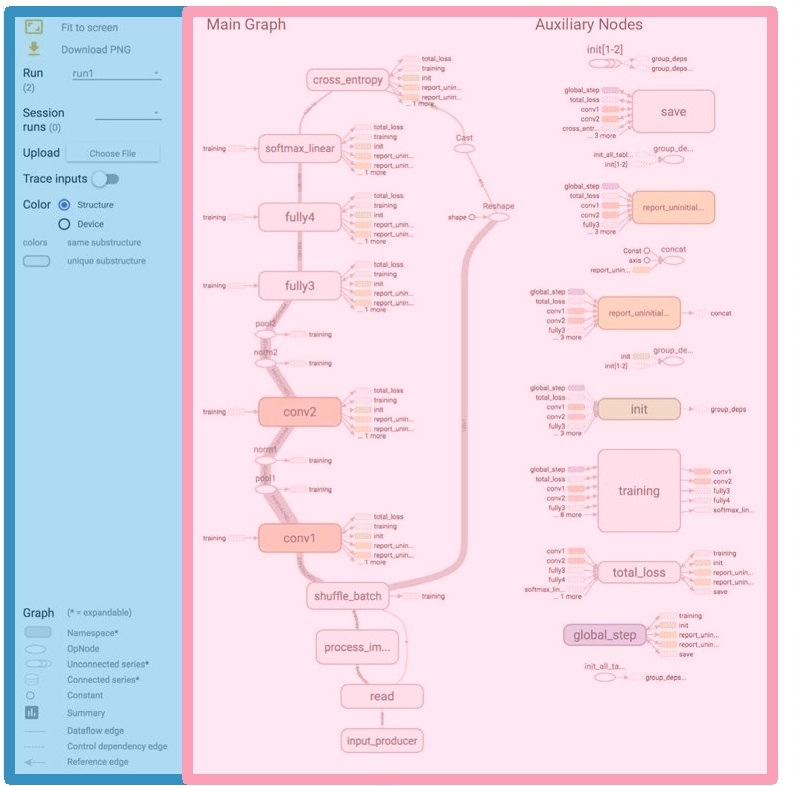 Fit to screen
Download PNG
Run
(2)
run1
Session
runs (0)
Upload
Choose File
Trace inputs
Color
Structure
Device
colors
same substructure
unique substructure
Graph
(* = expandable)
Namespace*
OpNode
Unconnected series*
Connected series*
Constant
Summary
Dataflow edge
Control dependency edge
Reference edge
Main Graph
cross_entropy
total_loss
training
init
report_unin...
report_unin...
... 1 more
Cast
training
softmax_linear
total_loss
training
init
report_unin...
report_unin...
... 1 more
Reshape
shape
training
fully4
total_loss
training
init
report_unin...
report_unin...
... 1 more
training
fully3
total_loss
training
init
report_unin...
report_unin...
... 1 more
pool2
training
norm2
training
training
conv2
total_loss
training
init
report_unin...
report_unin...
... 1 more
norm1
training
pool1
training
training
conv1
total_loss
training
init
report_unin...
report_unin...
... 1 more
shuffle_batch
training
process_im...
read
input_producer
Auxiliary Nodes
init[1-2]
group_deps
group_deps...
global_step
total_loss
conv1
conv2
cross_entr...
... 3 more
save
init_all_tabl...
init[1-2]
group_de...
global_step
total_loss
conv1
conv2
fully3
... 3 more
report_uninitial...
Const
axis
report_unin...
concat
global_step
total_loss
conv1
conv2
fully3
... 3 more
report_uninitial...
concat
init
init[1-2]
group_de...
global_step
total_loss
conv1
conv2
fully3
... 3 more
init
group_deps
global_step
total_loss
conv1
conv2
fully3
... 8 more
training
conv1
conv2
fully3
fully4
softmax_lin...
conv1
conv2
fully3
fully4
softmax_lin...
... 1 more
total_loss
training
init
report_unin...
report_unin...
save
global_step
training
init
report_unin...
report_unin...
save
init_all_ta...
group_deps...